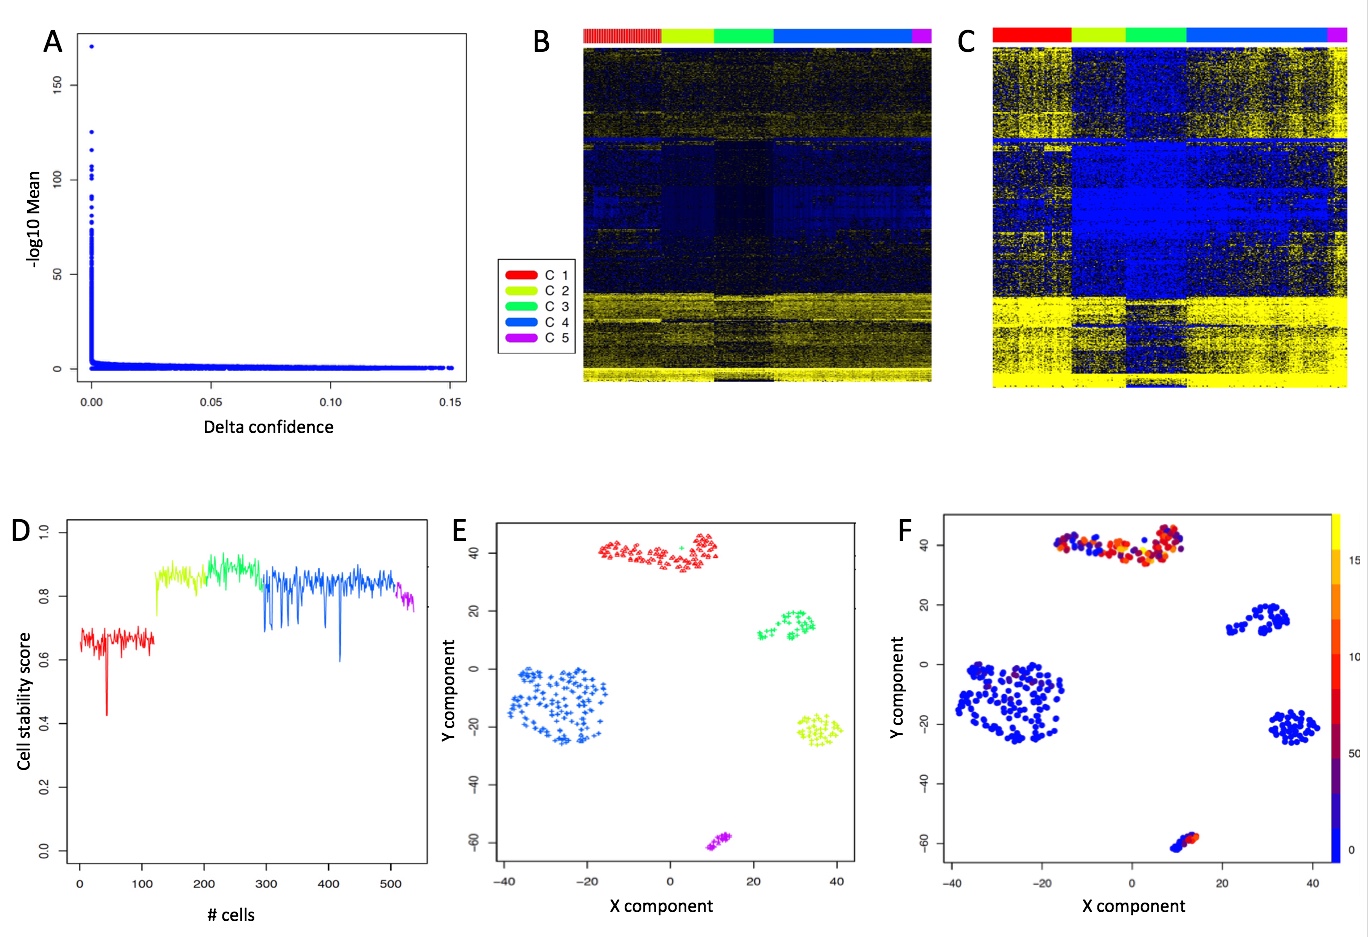 A
-log10 Mean
150
100
50
0
0.00 0.05 0.10 0.15
Delta confidence
B
C 1
C 2
C 3
C 4
C 5
C
D
Cell stability score
1.0
0.8
0.6
0.4
0.2
0.0
0 100 200 300 400 500
# cells
E
Y component
40
20
0
−20
−40
−60
−40 −20 0 20 40
X component
F
Y component
40
20
0
−20
−40
−60
−40 −20 0 20 40
X component
15
10
50
0